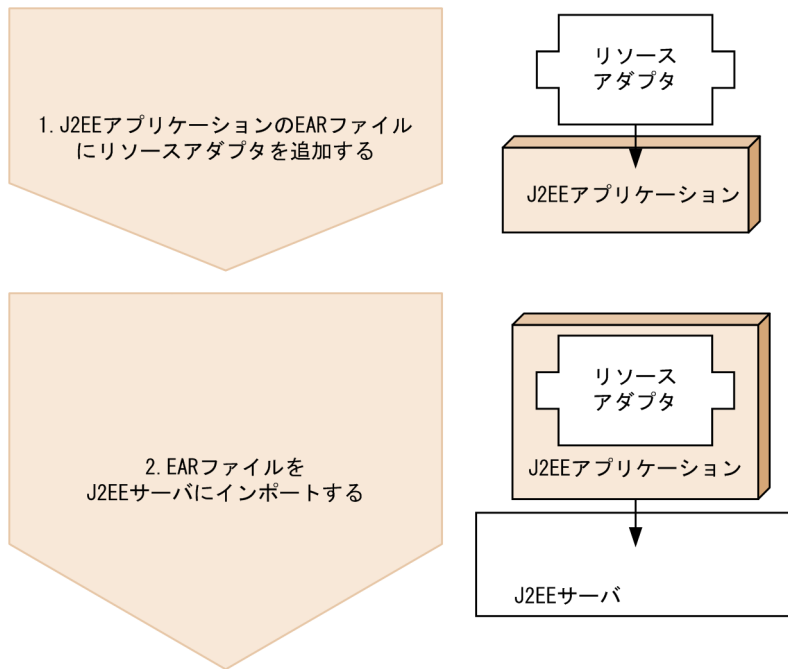 1. J2EEアプリケーションのEARファイル
にリソースアダプタを追加する
リソース
アダプタ
J2EEアプリケーション
2. EARファイルを
J2EEサーバにインポートする
リソース
アダプタ
J2EEアプリケーション
J2EEサーバ